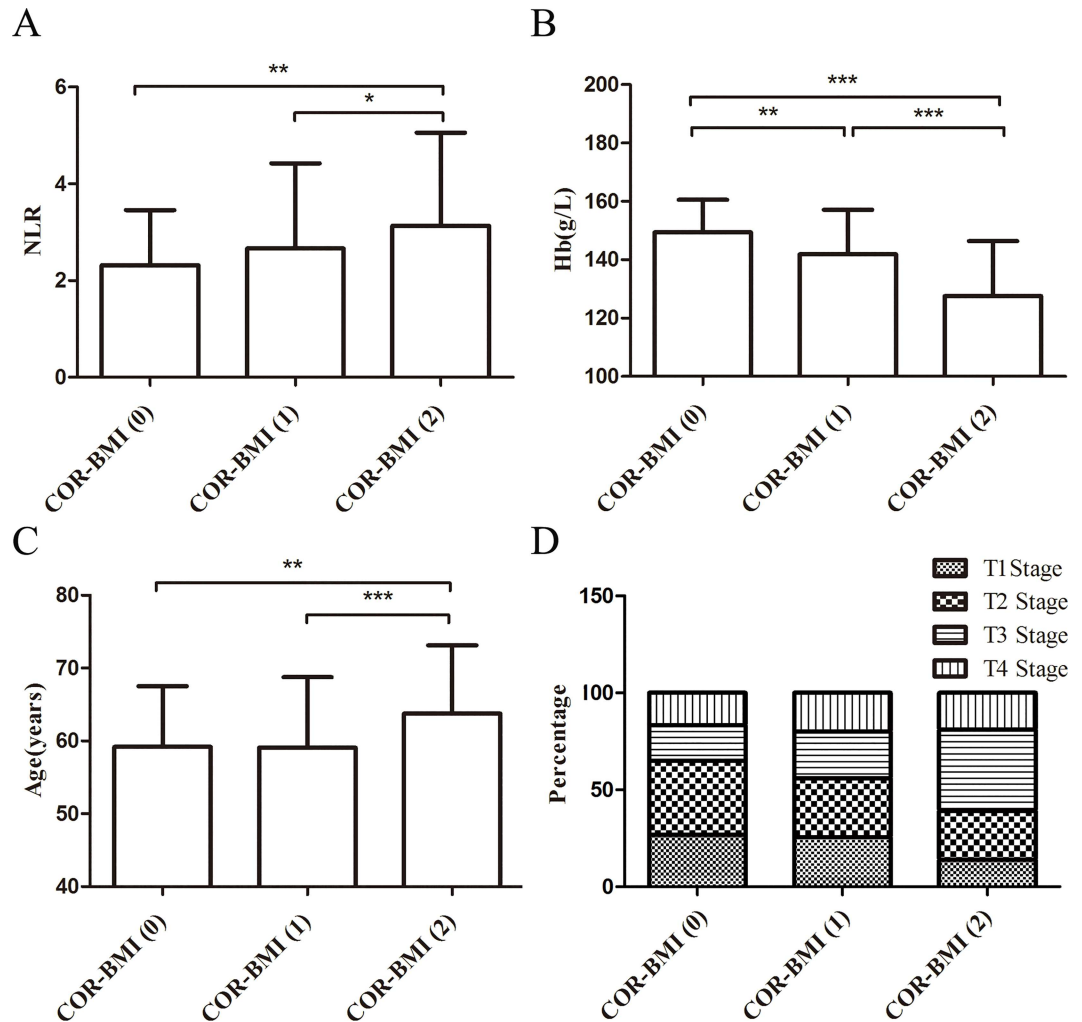 A
NLR
6
4
2
0
**
*
COR-BMI (0)
COR-BMI (1)
COR-BMI (2)
B
Hb(g/L)
200
180
160
140
120
100
***
**
***
COR-BMI (0)
COR-BMI (1)
COR-BMI (2)
C
Age(years)
80
70
60
50
40
**
***
COR-BMI (0)
COR-BMI (1)
COR-BMI (2)
D
T1Stage
T2 Stage
T3 Stage
T4 Stage
Percentage
150
100
50
0
COR-BMI (0)
COR-BMI (1)
COR-BMI (2)